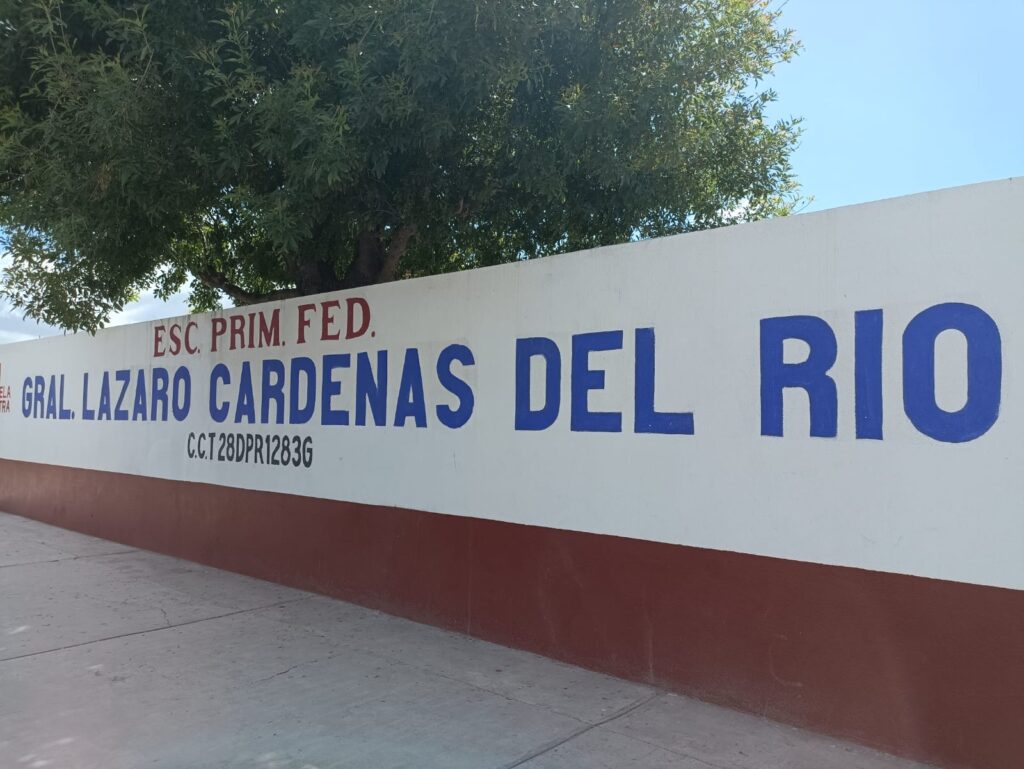 ESC. PRIM. FED.
GRAL. LAZARO CARDENAS DEL RIO
C.C.T 28DPR1283G